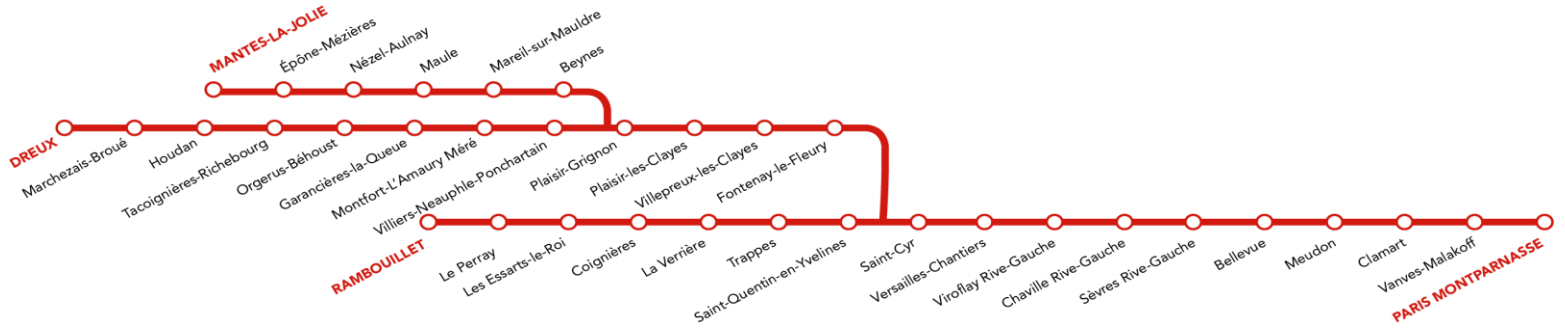 MANTES-LA-JOLIE
Épône-Mézières
Nézel-Aulnay
Maule
Mareil-sur-Mauldre
Beynes
DREUX
Marchezais-Broué
Houdan
Tacoignières-Richebourg
Orgerus-Béhoust
Garancières-la-Queue
Montfort-L'Amaury Méré
Villiers-Neauphle-Ponchartain
Plaisir-Grignon
Plaisir-les-Clayes
Villepreux-les-Clayes
Fontenay-le-Fleury
RAMBOUILLET
Le Perray
Les Essarts-le-Roi
Coignières
La Verrière
Trappes
Saint-Quentin-en-Yvelines
Saint-Cyr
Versailles-Chantiers
Viroflay Rive-Gauche
Chaville Rive-Gauche
Sèvres Rive-Gauche
Bellevue
Meudon
Clamart
Vanves-Malakoff
PARIS MONTPARNASSE